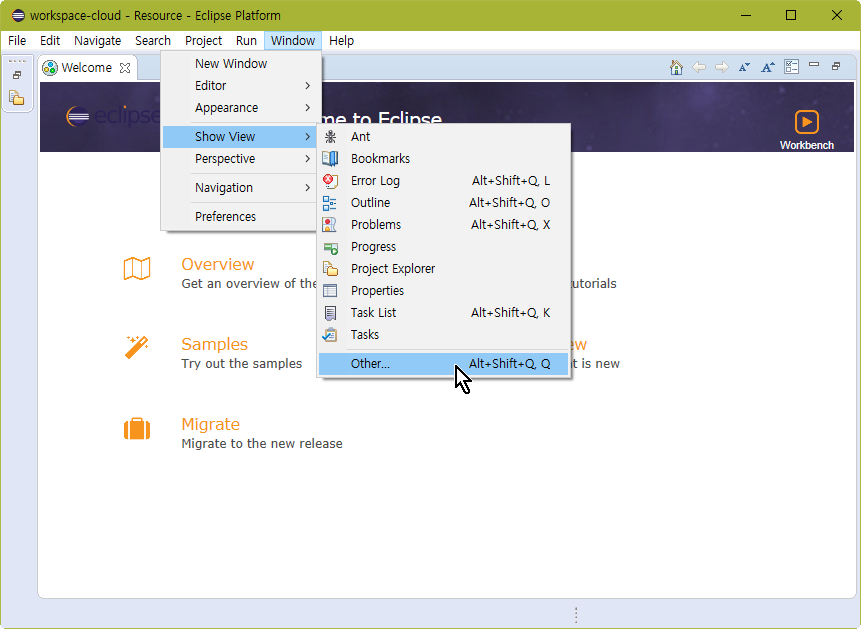 workspace-cloud - Resource - Eclipse Platform
File Edit Navigate Search Project Run Window Help
Welcome
New Window
Editor
Appearance
Show View
Perspective
Navigation
Preferences
eclipse
me to Eclipse
Workbench
Ant
Bookmarks
Error Log Alt+Shift+Q, L
Outline Alt+Shift+Q, O
Problems Alt+Shift+Q, X
Progress
Project Explorer
Properties
Task List Alt+Shift+Q, K
Tasks
Other... Alt+Shift+Q, Q
Overview
Get an overview of the
utorials
Samples
Try out the samples
ew
t is new
Migrate
Migrate to the new release